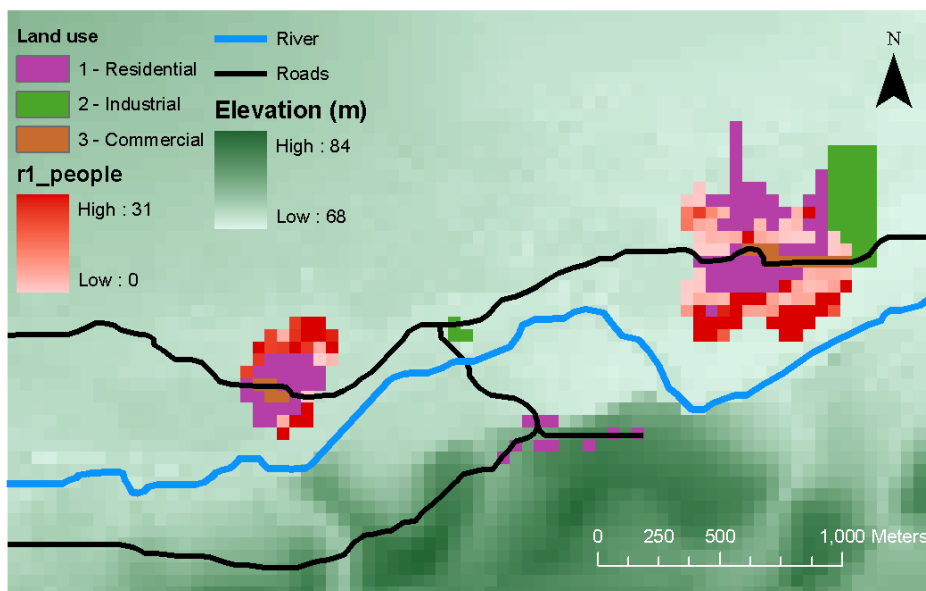 Land use
1 - Residential
2 - Industrial
3 - Commercial
r1_people
High : 31
Low : 0
River
Roads
Elevation (m)
High : 84
Low : 68
N
0 250 500 1,000 Meters